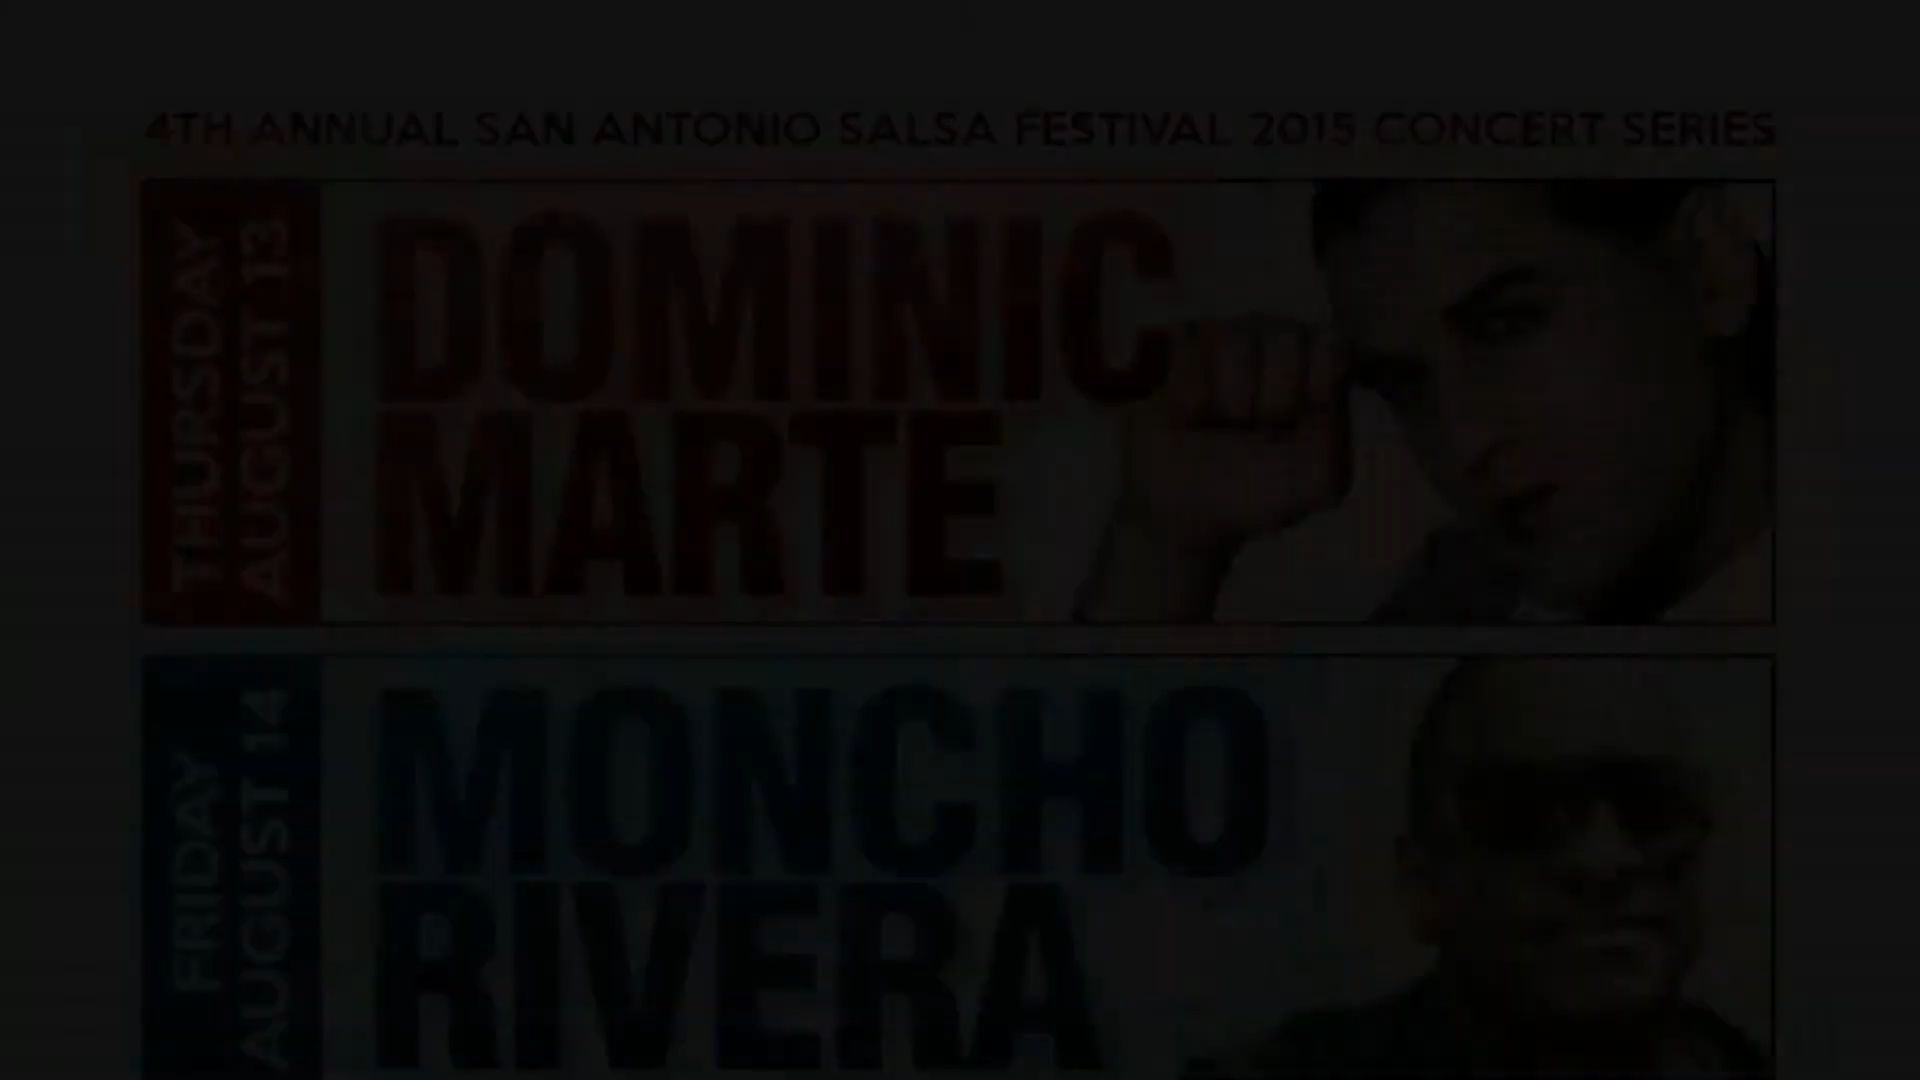 4TH ANNUAL SAN ANTONIO SALSA FESTIVAL 2015 CONCERT SERIES
THURSDAY
AUGUST 13
DOMINIC
MARTE
FRIDAY
AUGUST 14
MONCHO
RIVERA